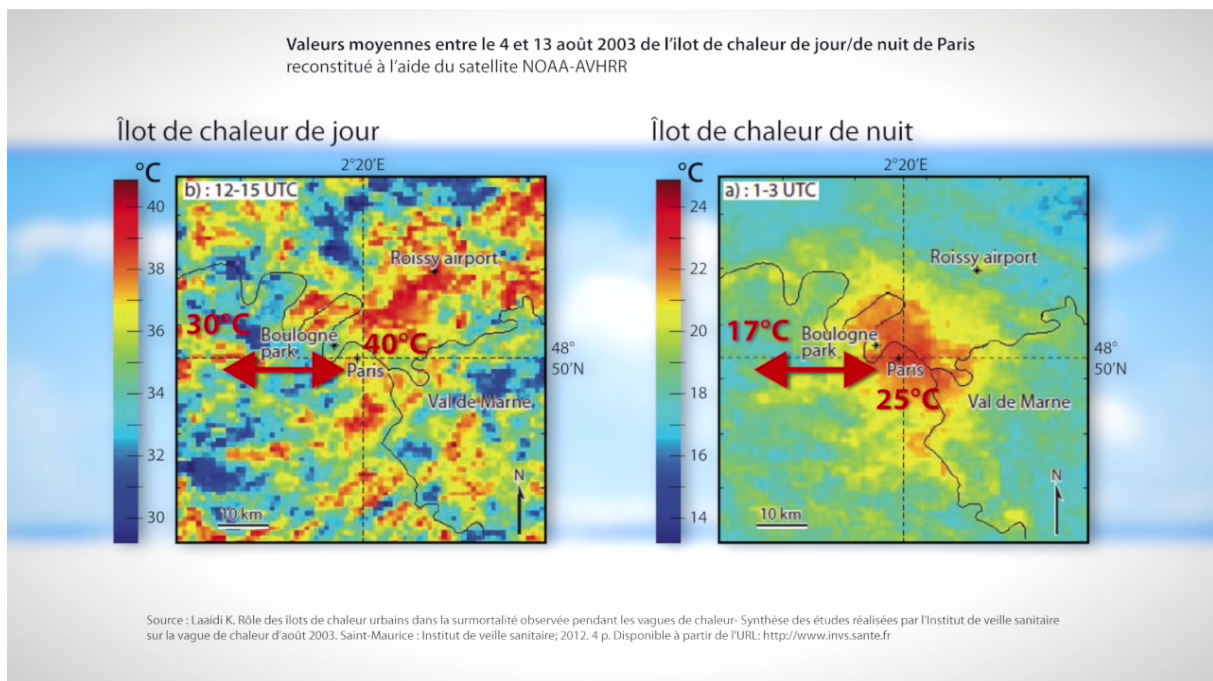 Valeurs moyennes entre le 4 et 13 août 2003 de l'îlot de chaleur de jour/de nuit de Paris
reconstitué à l'aide du satellite NOAA-AVHRR
Îlot de chaleur de jour
°C
2°20'E
b) : 12-15 UTC
40
38
36
34
32
30
Roissy airport
30°C
Boulogne
park
40°C
Paris
Val de Marne
48°
50'N
N
10 km
Îlot de chaleur de nuit
°C
2°20'E
a) : 1-3 UTC
24
22
20
18
16
14
Roissy airport
17°C
Boulogne
park
Paris
25°C
Val de Marne
48°
50'N
N
10 km
Source : Laaidi K. Rôle des îlots de chaleur urbains dans la surmortalité observée pendant les vagues de chaleur- Synthèse des études réalisées par l'Institut de veille sanitaire
sur la vague de chaleur d'août 2003. Saint-Maurice : Institut de veille sanitaire; 2012. 4 p. Disponible à partir de l'URL: http://www.invs.sante.fr